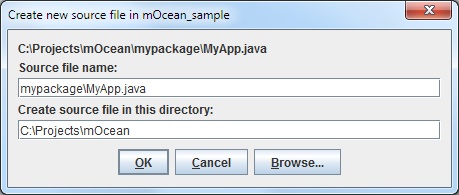 Create new source file in mOcean_sample
C:\Projects\mOcean\mypackage\MyApp.java
Source file name:
mypackage\MyApp.java
Create source file in this directory:
C:\Projects\mOcean
OK Cancel Browse...